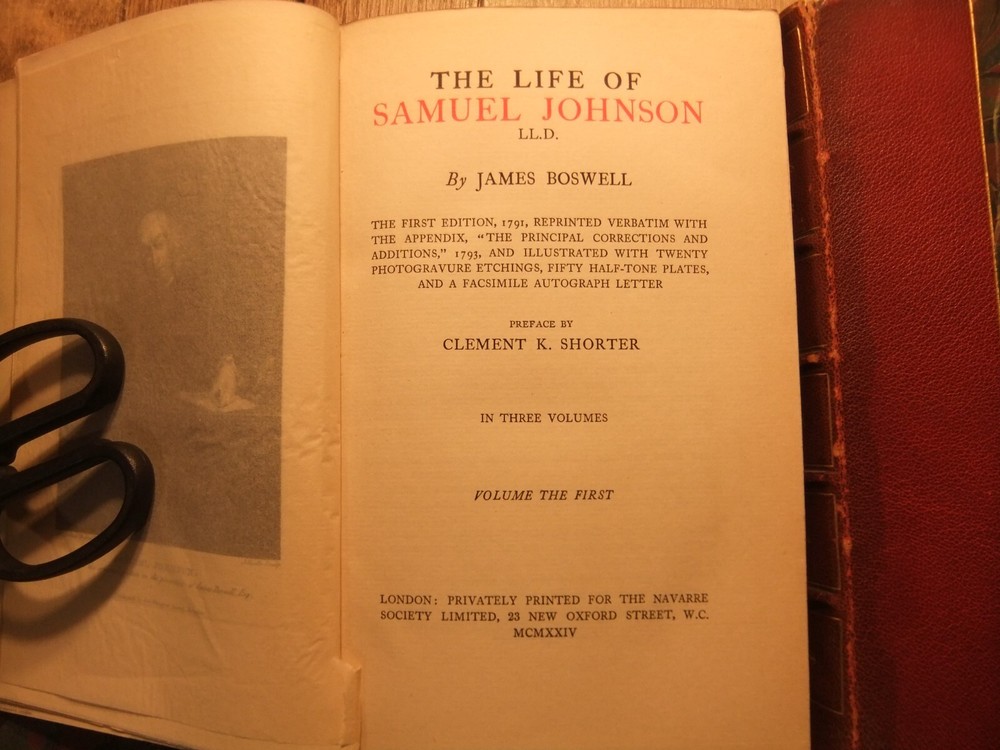 THE LIFE OF
SAMUEL JOHNSON
LL.D.
By JAMES BOSWELL
THE FIRST EDITION, 1791, REPRINTED VERBATIM WITH
THE APPENDIX, "THE PRINCIPAL CORRECTIONS AND
ADDITIONS," 1793, AND ILLUSTRATED WITH TWENTY
PHOTOGRAVURE ETCHINGS, FIFTY HALF-TONE PLATES,
AND A FACSIMILE AUTOGRAPH LETTER
PREFACE BY
CLEMENT K. SHORTER
IN THREE VOLUMES
VOLUME THE FIRST
LONDON: PRIVATELY PRINTED FOR THE NAVARRE
SOCIETY LIMITED, 23 NEW OXFORD STREET, W.C.
MCMXXIV